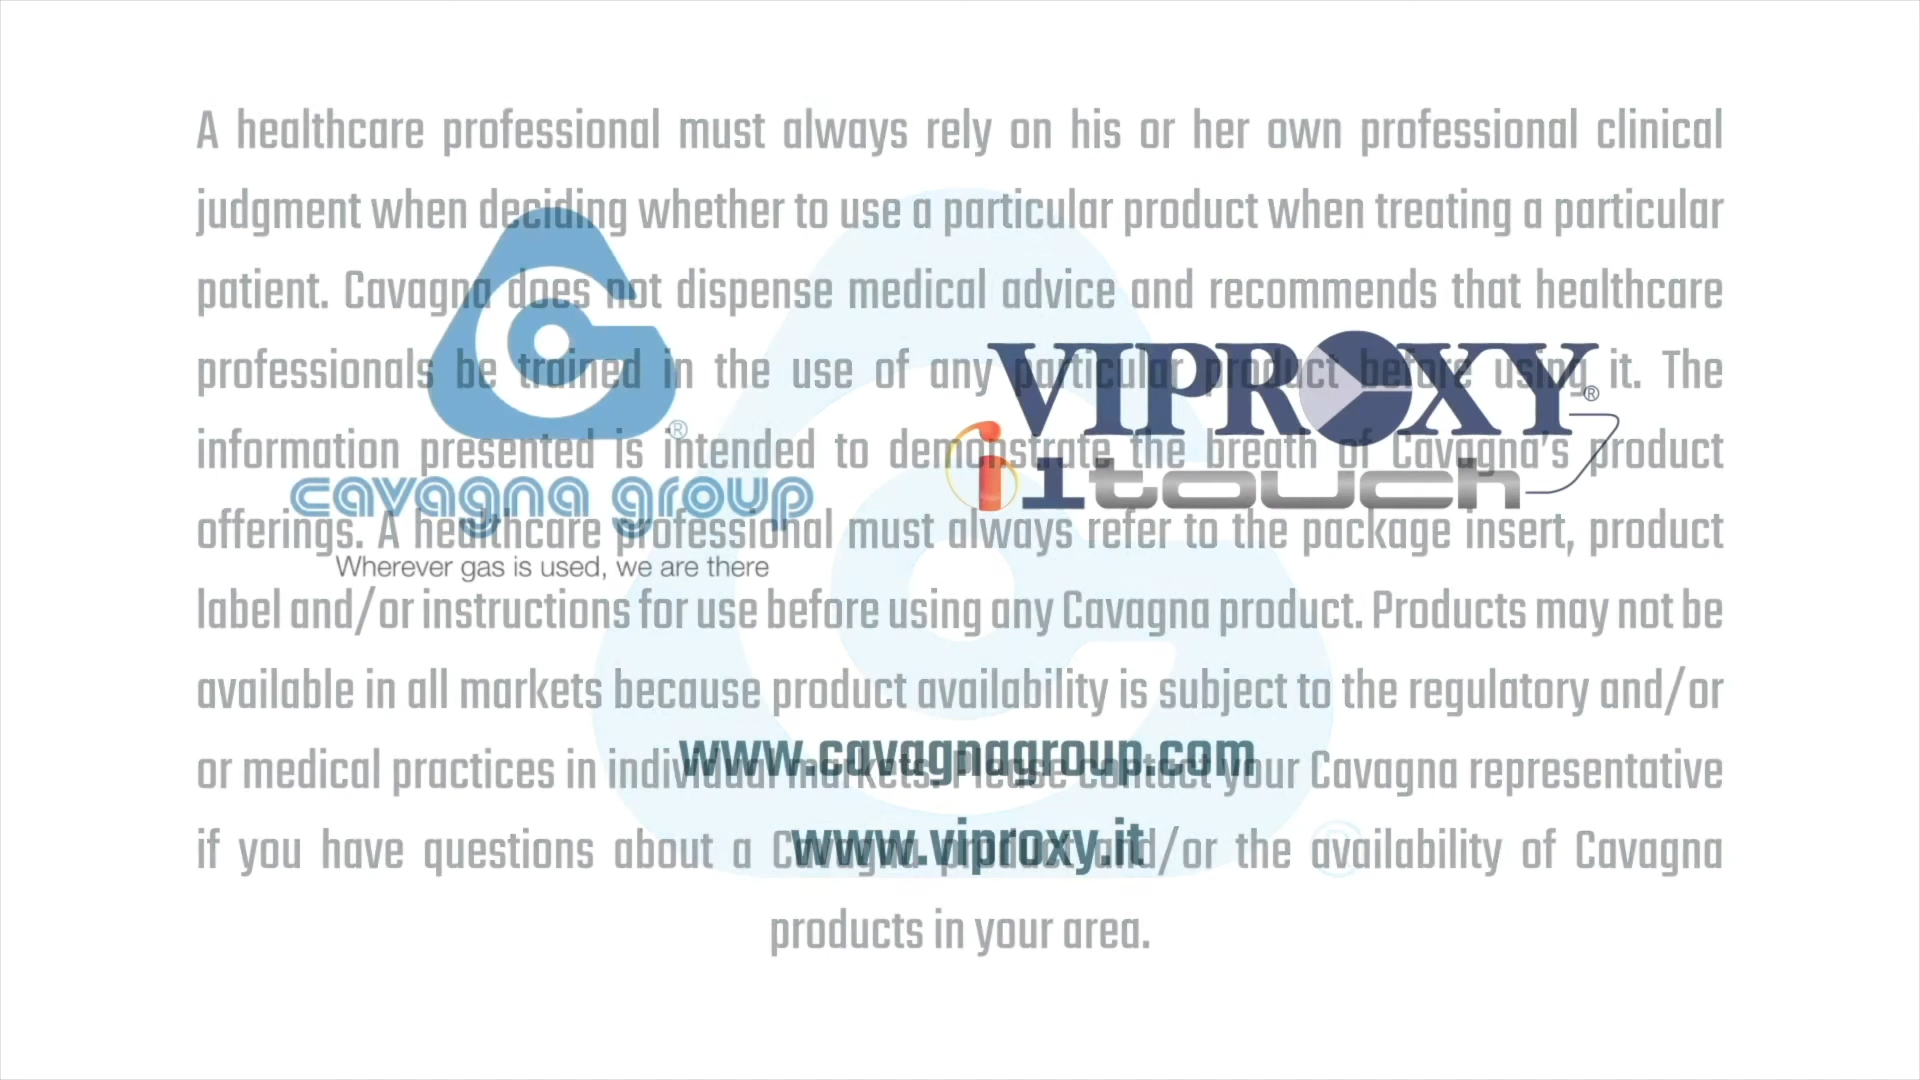 A healthcare professional must always rely on his or her own professional clinical
judgment when deciding whether to use a particular product when treating a particular
patient. Cavagna does not dispense medical advice and recommends that healthcare
professionals be trained in the use of any particular product before using it. The
VIPROXY®
information presented is intended to demonstrate the breath of Cavagna's product
®
i 1touch
cavagna group
offerings. A healthcare professional must always refer to the package insert, product
Wherever gas is used, we are there
label and/or instructions for use before using any Cavagna product. Products may not be
available in all markets because product availability is subject to the regulatory and/or
or medical practices in individual markets. Please contact your Cavagna representative
www.cavagnagroup.com
if you have questions about a Cavagna product and/or the availability of Cavagna
www.viproxy.it
®
products in your area.